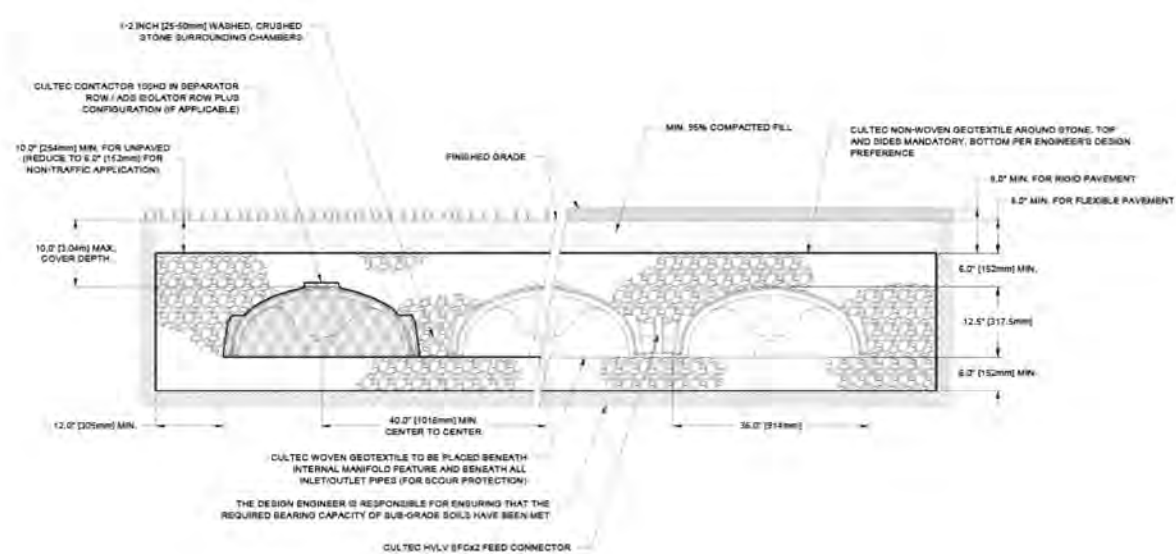 1-2 INCH [25-50mm] WASHED, CRUSHED
STONE SURROUNDING CHAMBERS
CULTEC CONTACTOR 100HD IN SEPARATOR
ROW / ADS ISOLATOR ROW PLUS
CONFIGURATION (IF APPLICABLE)
10.0" [254mm] MIN. FOR UNPAVED
(REDUCE TO 6.0" [152mm] FOR
NON-TRAFFIC APPLICATION)
FINISHED GRADE
MIN. 95% COMPACTED FILL
CULTEC NON-WOVEN GEOTEXTILE AROUND STONE. TOP
AND SIDES MANDATORY, BOTTOM PER ENGINEER'S DESIGN
PREFERENCE
MIN. FOR RIGID PAVEMENT
MIN. FOR FLEXIBLE PAVEMENT
10.0' [3.04m] MAX.
COVER DEPTH
6.0" [152mm] MIN.
12.5" [317.5mm]
6.0" [152mm] MIN.
12.0" [305mm] MIN.
40.0" [1016mm] MIN.
CENTER TO CENTER
36.0" [914mm]
CULTEC WOVEN GEOTEXTILE TO BE PLACED BENEATH
INTERNAL MANIFOLD FEATURE AND BENEATH ALL
INLET/OUTLET PIPES (FOR SCOUR PROTECTION)
THE DESIGN ENGINEER IS RESPONSIBLE FOR ENSURING THAT THE
REQUIRED BEARING CAPACITY OF SUB-GRADE SOILS HAVE BEEN MET
CULTEC HVLV SFCx2 FEED CONNECTOR